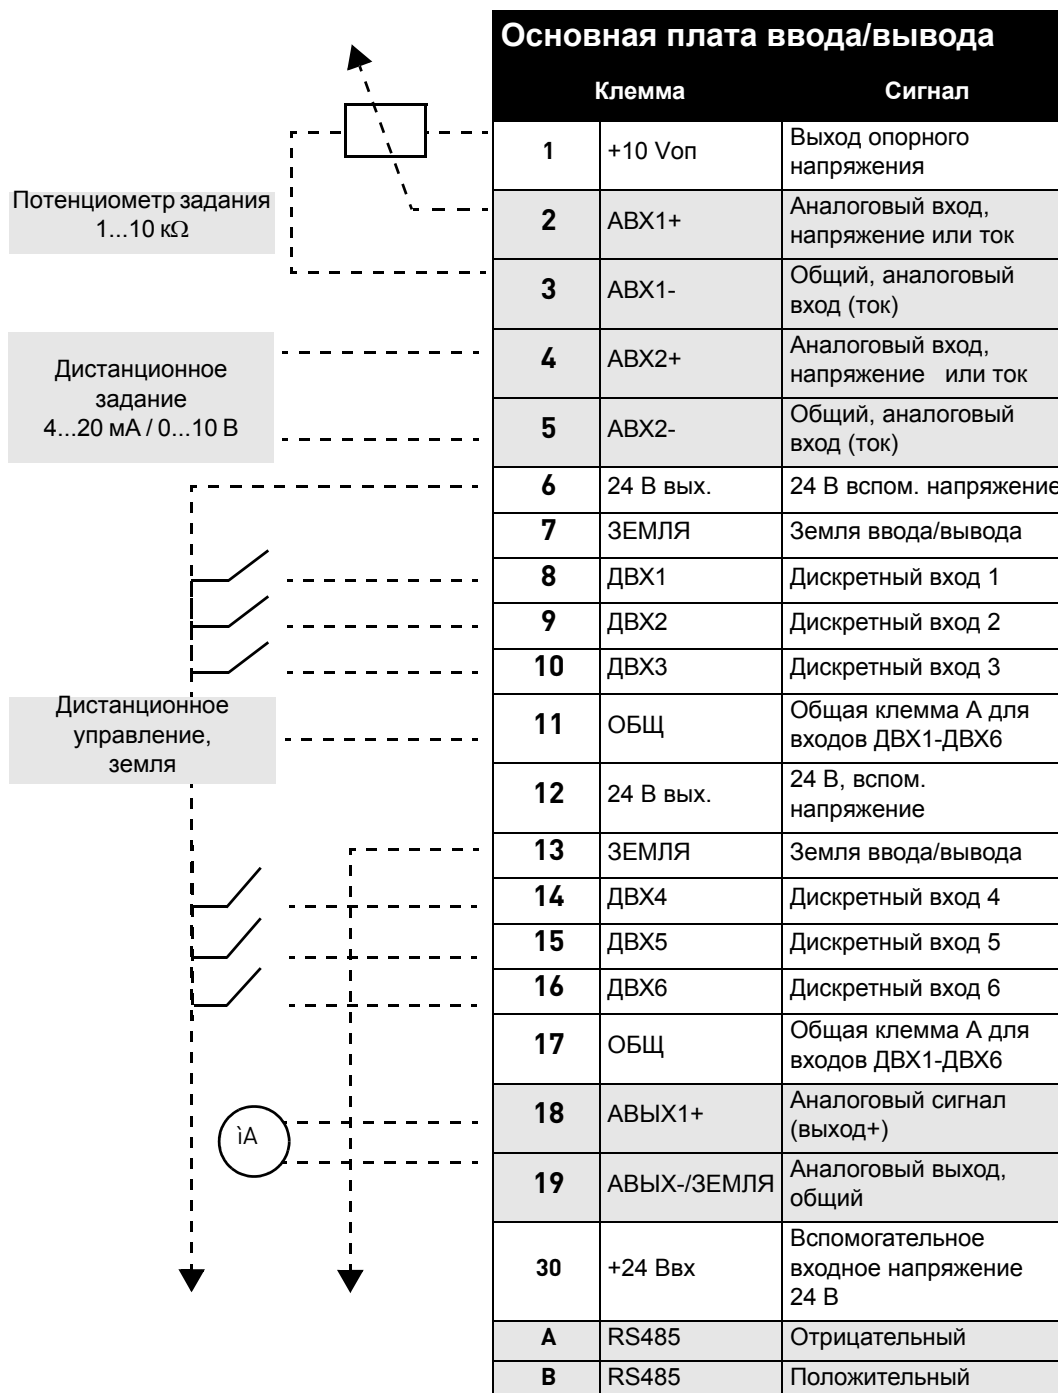 Основная плата ввода/вывода
Клемма Сигнал
1 +10 Vоп Выход опорного
напряжения
Потенциометр задания
1...10 кΩ
2 АВХ1+ Аналоговый вход,
напряжение или ток
3 АВХ1- Общий, аналоговый
вход (ток)
Дистанционное
задание
4...20 мА / 0...10 В
4 АВХ2+ Аналоговый вход,
напряжение или ток
5 АВХ2- Общий, аналоговый
вход (ток)
6 24 В вых. 24 В вспом. напряжение
7 ЗЕМЛЯ Земля ввода/вывода
8 ДВХ1 Дискретный вход 1
9 ДВХ2 Дискретный вход 2
10 ДВХ3 Дискретный вход 3
Дистанционное
управление,
земля
11 ОБЩ Общая клемма А для
входов ДВХ1-ДВХ6
12 24 В вых. 24 В, вспом.
напряжение
13 ЗЕМЛЯ Земля ввода/вывода
14 ДВХ4 Дискретный вход 4
15 ДВХ5 Дискретный вход 5
16 ДВХ6 Дискретный вход 6
17 ОБЩ Общая клемма А для
входов ДВХ1-ДВХ6
ìА
18 АВЫХ1+ Аналоговый сигнал
(выход+)
19 АВЫХ-/ЗЕМЛЯ Аналоговый выход,
общий
30 +24 Ввх Вспомогательное
входное напряжение
24 В
A RS485 Отрицательный
B RS485 Положительный